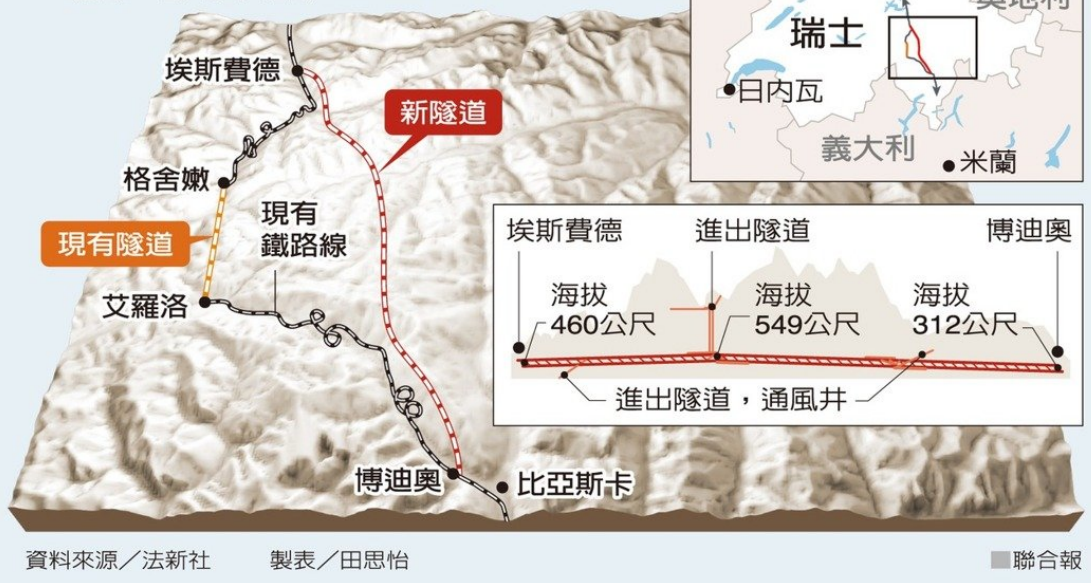 奧地利
瑞士
日內瓦
義大利
米蘭
埃斯費德
新隧道
格舍嫩
現有
鐵路線
現有隧道
艾羅洛
博迪奧
比亞斯卡
埃斯費德
進出隧道
博迪奧
海拔
460公尺
海拔
549公尺
海拔
312公尺
進出隧道，通風井
資料來源／法新社
製表／田思怡
聯合報